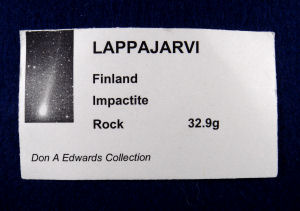 LAPPAJARVI
Finland
Impactite
Rock 32.9g
Don A Edwards Collection